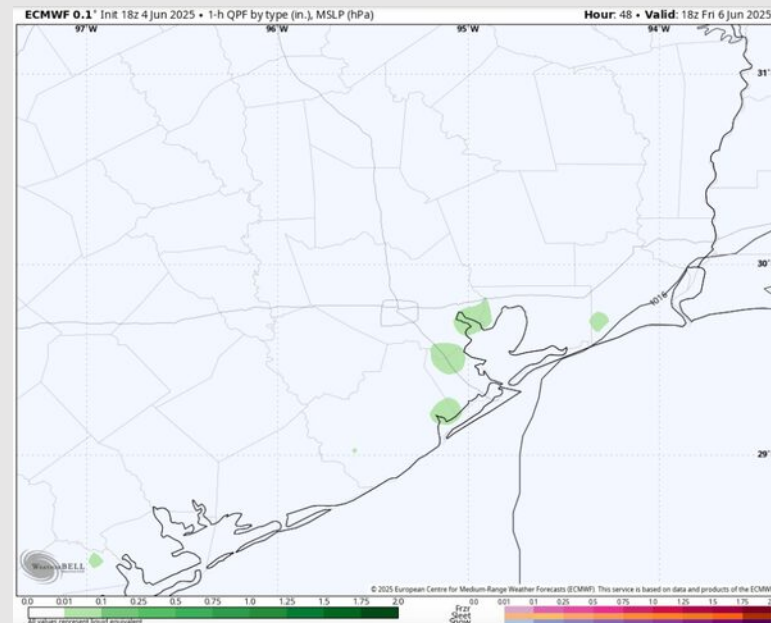 ECMWF 0.1° Init 18z 4 Jun 2025 • 1-h QPF by type (in.), MSLP (hPa) Hour: 48 • Valid: 18z Fri 6 Jun 2025
97°W 96°W 95°W 94°W
31°
30°
1016
29°
WEATHERBELL
© 2025 European Centre for Medium-Range Weather Forecasts (ECMWF). This service is based on data and products of the ECMW
0.0 0.01 0.1 0.25 0.5 0.75 1.0 1.25 1.5 1.75 2.0 0.0 0.01 0.1 0.25 0.5 0.75 1.0 1.25 1.5 1.75
Frzr
Sleet
All values represent liquid equivalent